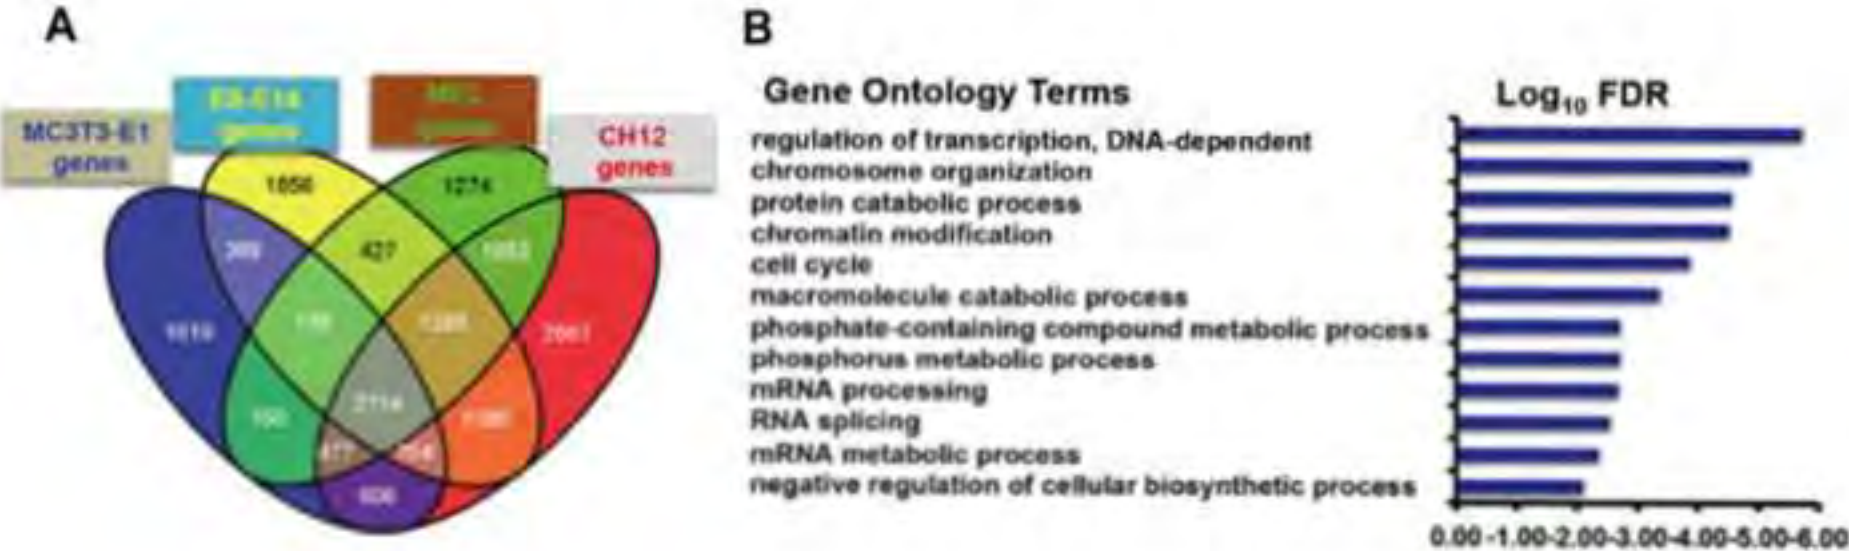 A
B
MC3T3-E1
genes
genes
CH12
genes
427
2714
606
Gene Ontology Terms
Log10 FDR
regulation of transcription, DNA-dependent
chromosome organization
protein catabolic process
chromatin modification
cell cycle
macromolecule catabolic process
phosphate-containing compound metabolic process
phosphorus metabolic process
mRNA processing
RNA splicing
mRNA metabolic process
negative regulation of cellular biosynthetic process
0.00 -1.00 -2.00 -3.00 -4.00 -5.00 -6.00